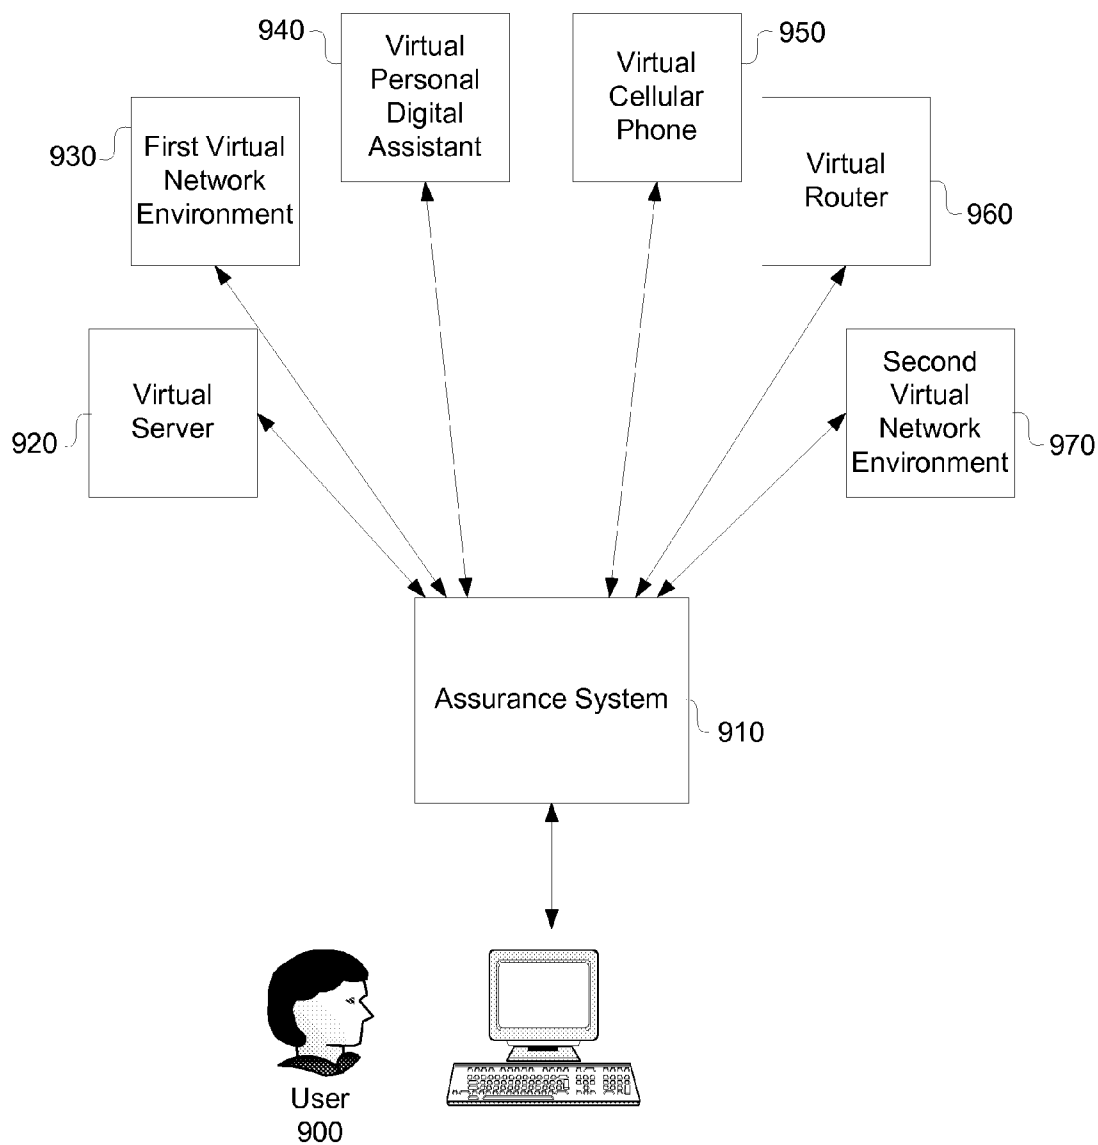 940
Virtual
Personal
Digital
Assistant
950
Virtual
Cellular
Phone
930
First Virtual
Network
Environment
Virtual
Router
960
920
Virtual
Server
Second
Virtual
Network
Environment
970
Assurance System
910
User
900